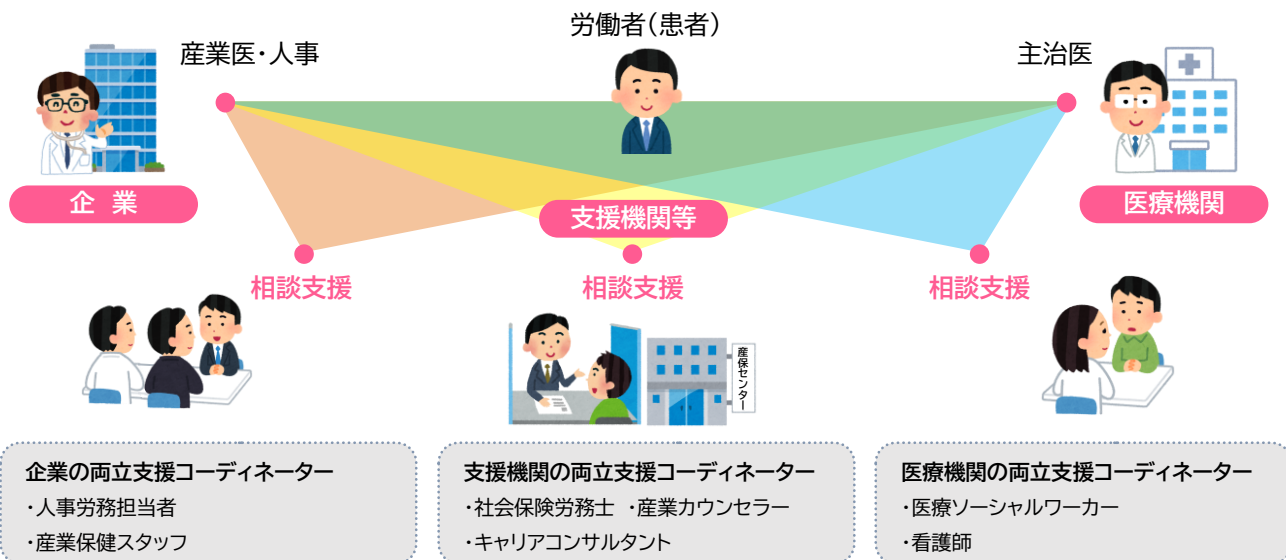 労働者(患者)
産業医・人事
主治医
企 業
支援機関等
医療機関
相談支援
相談支援
相談支援
産保センター
企業の両立支援コーディネーター
・人事労務担当者
・産業保健スタッフ
支援機関の両立支援コーディネーター
・社会保険労務士 ・産業カウンセラー
・キャリアコンサルタント
医療機関の両立支援コーディネーター
・医療ソーシャルワーカー
・看護師